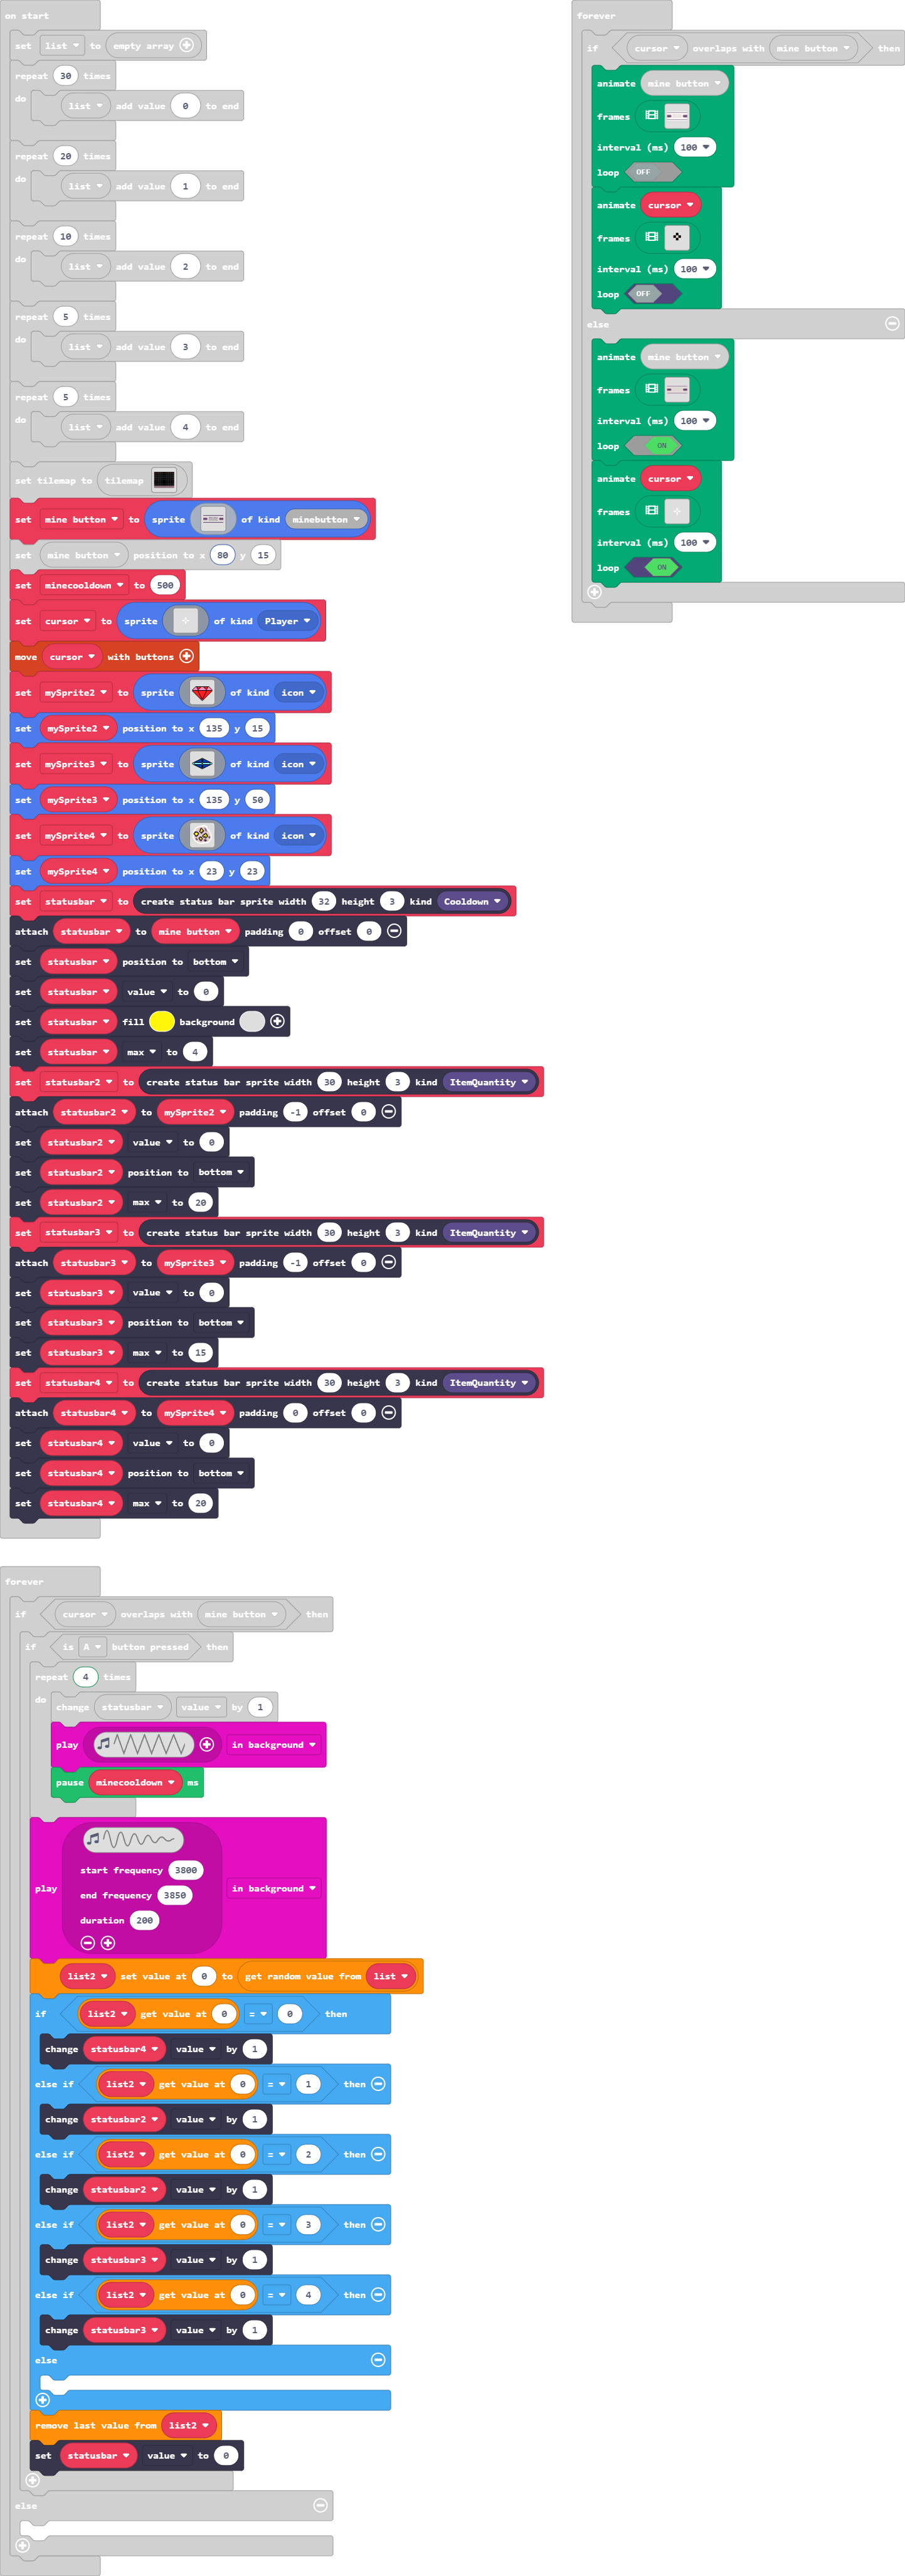 on start
set list to empty array
repeat 30 times
do list add value 0 to end
repeat 20 times
do list add value 1 to end
repeat 10 times
do list add value 2 to end
repeat 5 times
do list add value 3 to end
repeat 5 times
do list add value 4 to end
set tilemap to tilemap
set mine button to sprite of kind minebutton
set mine button position to x 80 y 15
set minecooldown to 500
set cursor to sprite of kind Player
move cursor with buttons
set mySprite2 to sprite of kind icon
set mySprite2 position to x 135 y 15
set mySprite3 to sprite of kind icon
set mySprite3 position to x 135 y 50
set mySprite4 to sprite of kind icon
set mySprite4 position to x 23 y 23
set statusbar to create status bar sprite width 32 height 3 kind Cooldown
attach statusbar to mine button padding 0 offset 0
set statusbar position to bottom
set statusbar value to 0
set statusbar fill background
set statusbar max to 4
set statusbar2 to create status bar sprite width 30 height 3 kind ItemQuantity
attach statusbar2 to mySprite2 padding -1 offset 0
set statusbar2 value to 0
set statusbar2 position to bottom
set statusbar2 max to 20
set statusbar3 to create status bar sprite width 30 height 3 kind ItemQuantity
attach statusbar3 to mySprite3 padding -1 offset 0
set statusbar3 value to 0
set statusbar3 position to bottom
set statusbar3 max to 15
set statusbar4 to create status bar sprite width 30 height 3 kind ItemQuantity
attach statusbar4 to mySprite4 padding 0 offset 0
set statusbar4 value to 0
set statusbar4 position to bottom
set statusbar4 max to 20
forever
if cursor overlaps with mine button then
animate mine button
frames
interval (ms) 100
loop OFF
animate cursor
frames
interval (ms) 100
loop OFF
else
animate mine button
frames
interval (ms) 100
loop ON
animate cursor
frames
interval (ms) 100
loop ON
forever
if cursor overlaps with mine button then
if is A button pressed then
repeat 4 times
do change statusbar value by 1
play in background
pause minecooldown ms
start frequency 3800
play end frequency 3850 in background
duration 200
list2 set value at 0 to get random value from list
if list2 get value at 0 = 0 then
change statusbar4 value by 1
else if list2 get value at 0 = 1 then
change statusbar2 value by 1
else if list2 get value at 0 = 2 then
change statusbar2 value by 1
else if list2 get value at 0 = 3 then
change statusbar3 value by 1
else if list2 get value at 0 = 4 then
change statusbar3 value by 1
else
remove last value from list2
set statusbar value to 0
else